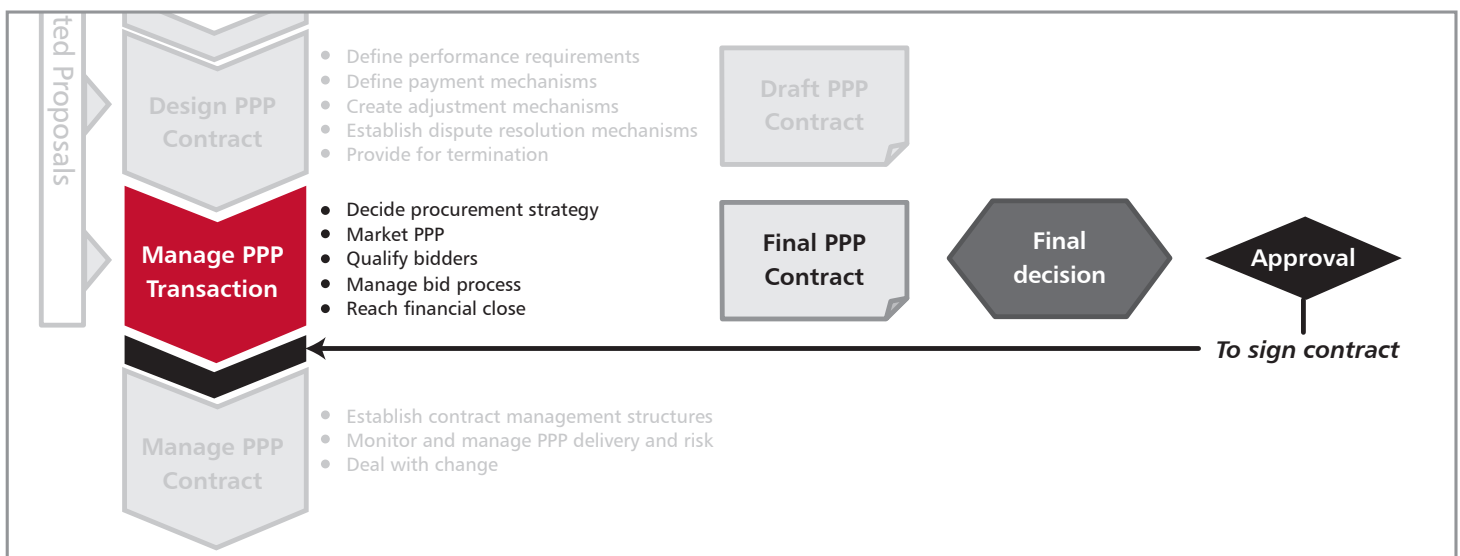 ted Proposals
Design PPP
Contract
• Define performance requirements
• Define payment mechanisms
• Create adjustment mechanisms
• Establish dispute resolution mechanisms
• Provide for termination
Draft PPP
Contract
Manage PPP
Transaction
• Decide procurement strategy
• Market PPP
• Qualify bidders
• Manage bid process
• Reach financial close
Final PPP
Contract
Final
decision
Approval
To sign contract
Manage PPP
Contract
• Establish contract management structures
• Monitor and manage PPP delivery and risk
• Deal with change